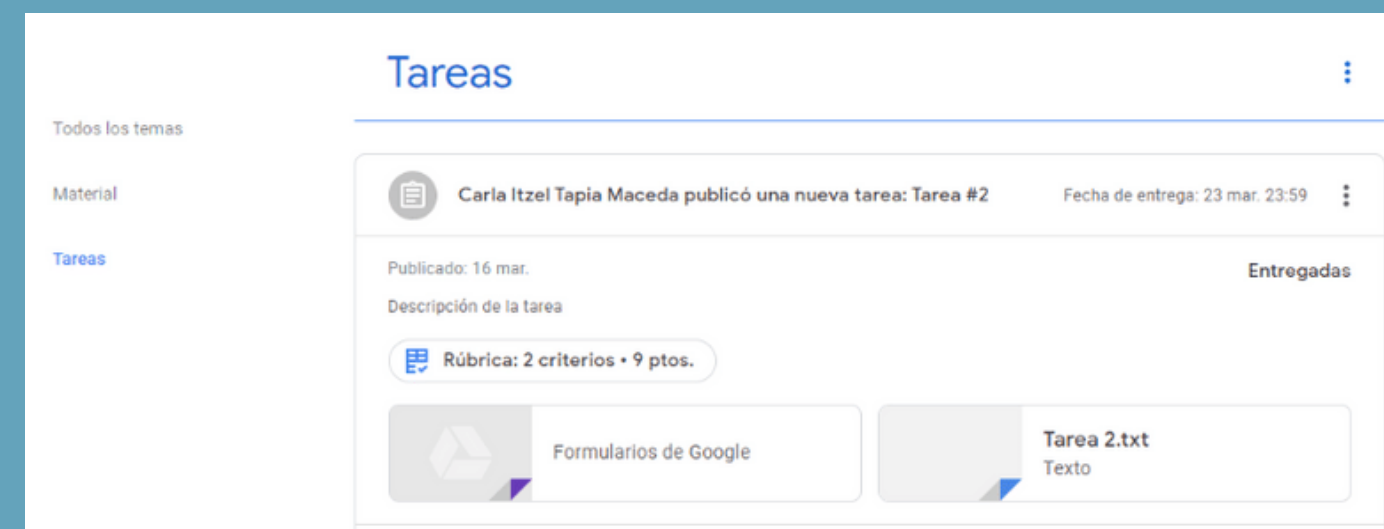 Tareas
Todos los temas
Material
Tareas
Carla Itzel Tapia Maceda publicó una nueva tarea: Tarea #2
Fecha de entrega: 23 mar. 23:59
Publicado: 16 mar.
Entregadas
Descripción de la tarea
Rúbrica: 2 criterios • 9 ptos.
Formularios de Google
Tarea 2.txt
Texto